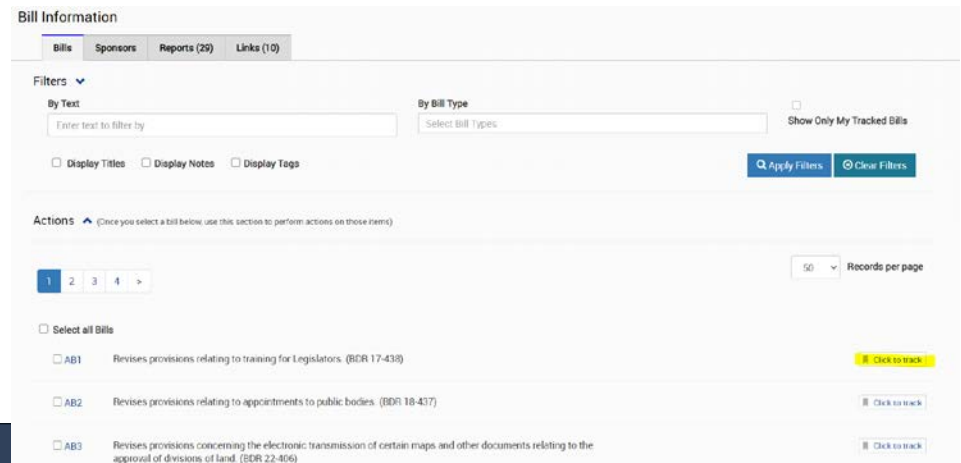 Bill Information
Bills Sponsors Reports (29) Links (10)
Filters
By Text By Bill Type
Enter text to filter by Select Bill Types Show Only My Tracked Bills
Display Titles Display Notes Display Tags Apply Filters Clear Filters
Actions (Once you select a bill below, use this section to perform actions on those items)
50 Records per page
1 2 3 4 >
Select all Bills
AB1 Revises provisions relating to training for Legislators. (BDR 17-438) Click to track
AB2 Revises provisions relating to appointments to public bodies. (BDR 18-437) Click to track
AB3 Revises provisions concerning the electronic transmission of certain maps and other documents relating to the Click to track
approval of divisions of land. (BDR 22-406)